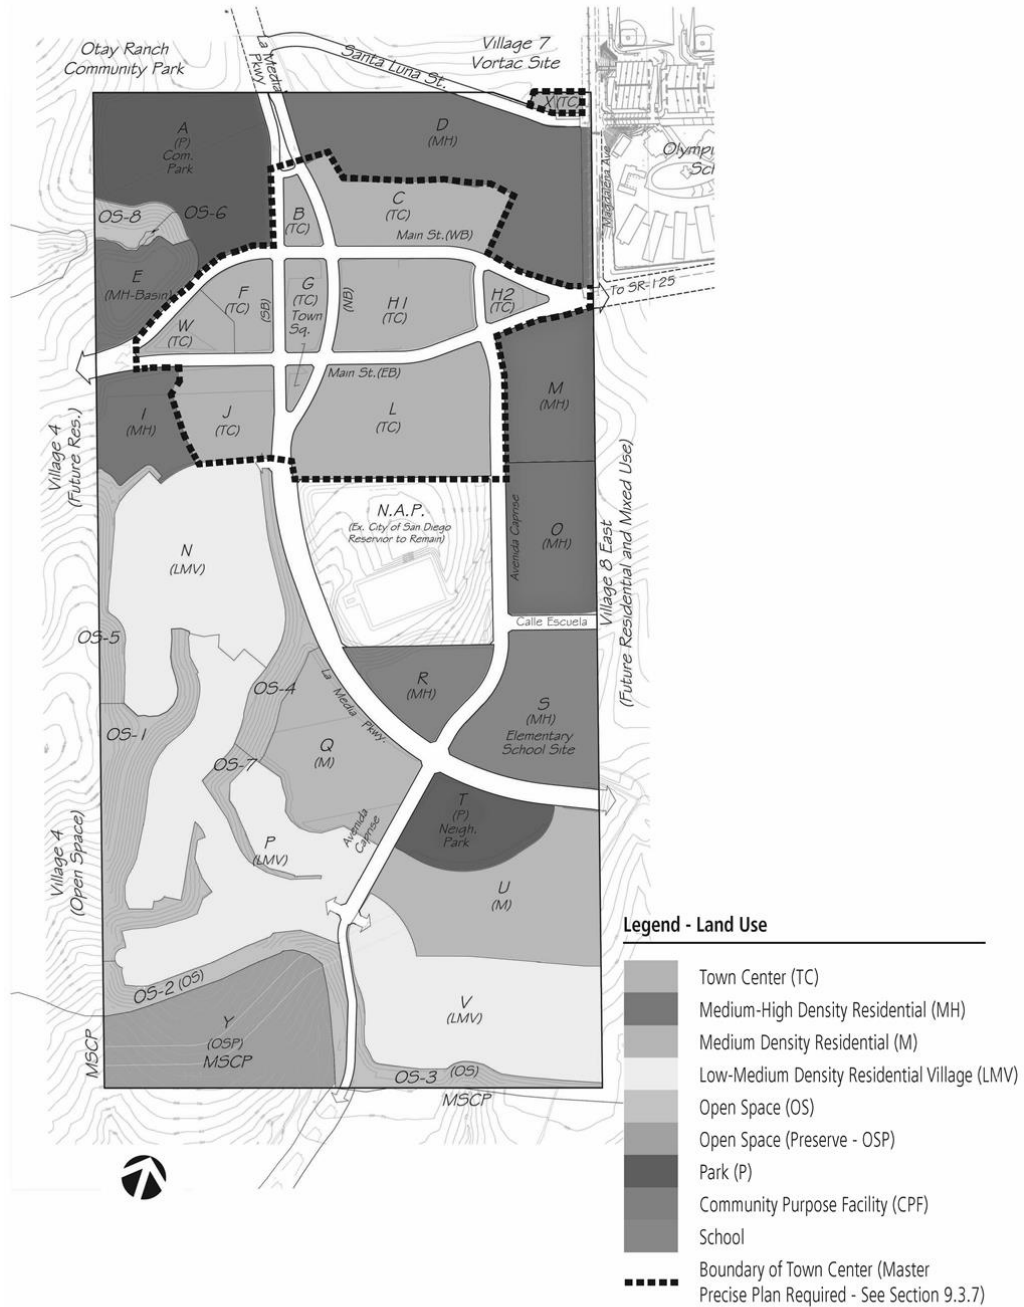 Otay Ranch
Community Park
Village 7
Vortac Site
La Media
Pkwy
Santa Luna St.
X (TC)
A
(P)
Com.
Park
D
(MH)
Magdalena Ave
OS-8
OS-6
B
(TC)
C
(TC)
Main St.(WB)
E
(MH-Basin)
To SR-125
F
(TC)
(SB)
G
(TC)
Town
Sq.
(NB)
H1
(TC)
H2
(TC)
W
(TC)
Main St.(EB)
I
(MH)
J
(TC)
L
(TC)
M
(MH)
Village 4
(Future Res.)
N.A.P.
(Ex. City of San Diego
Reservior to Remain)
Avenida Caprise
O
(MH)
N
(LMV)
Village 8 East
(Future Residential and Mixed Use)
Calle Escuela
OS-5
OS-4
R
(MH)
La Media Pkwy.
S
(MH)
Elementary
School Site
OS-1
Q
(M)
OS-7
T
(P)
Neigh.
Park
Avenida
Caprise
P
(LMV)
Village 4
(Open Space)
U
(M)
OS-2 (OS)
V
(LMV)
Y
(OSP)
MSCP
MSCP
OS-3 (OS)
MSCP
Legend - Land Use
Town Center (TC)
Medium-High Density Residential (MH)
Medium Density Residential (M)
Low-Medium Density Residential Village (LMV)
Open Space (OS)
Open Space (Preserve - OSP)
Park (P)
Community Purpose Facility (CPF)
School
Boundary of Town Center (Master
Precise Plan Required - See Section 9.3.7)